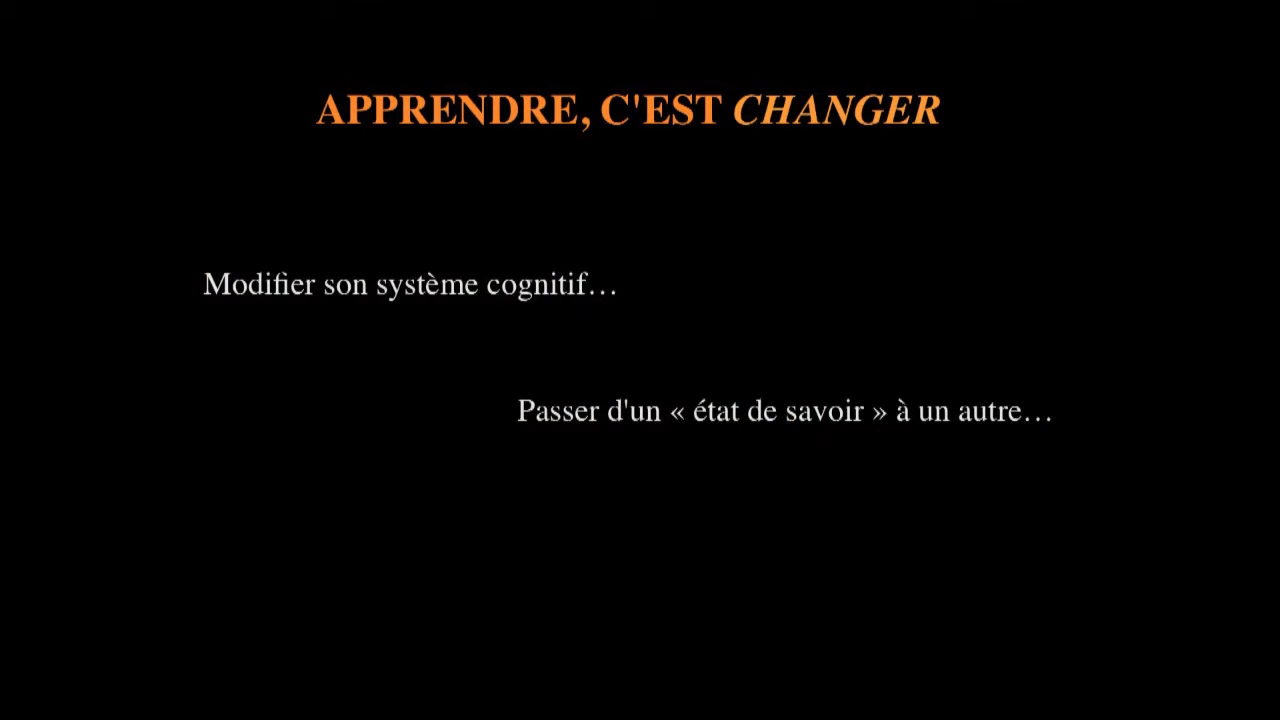 APPRENDRE, C'EST CHANGER
Modifier son système cognitif…
Passer d'un « état de savoir » à un autre…